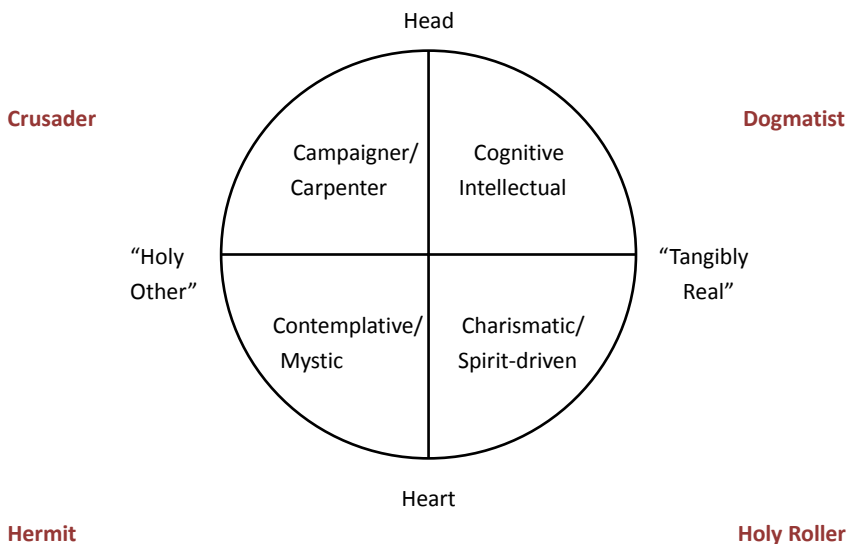 Head
Crusader
Dogmatist
Campaigner/
Carpenter
Cognitive
Intellectual
“Holy
Other”
“Tangibly
Real”
Contemplative/
Mystic
Charismatic/
Spirit-driven
Heart
Hermit
Holy Roller